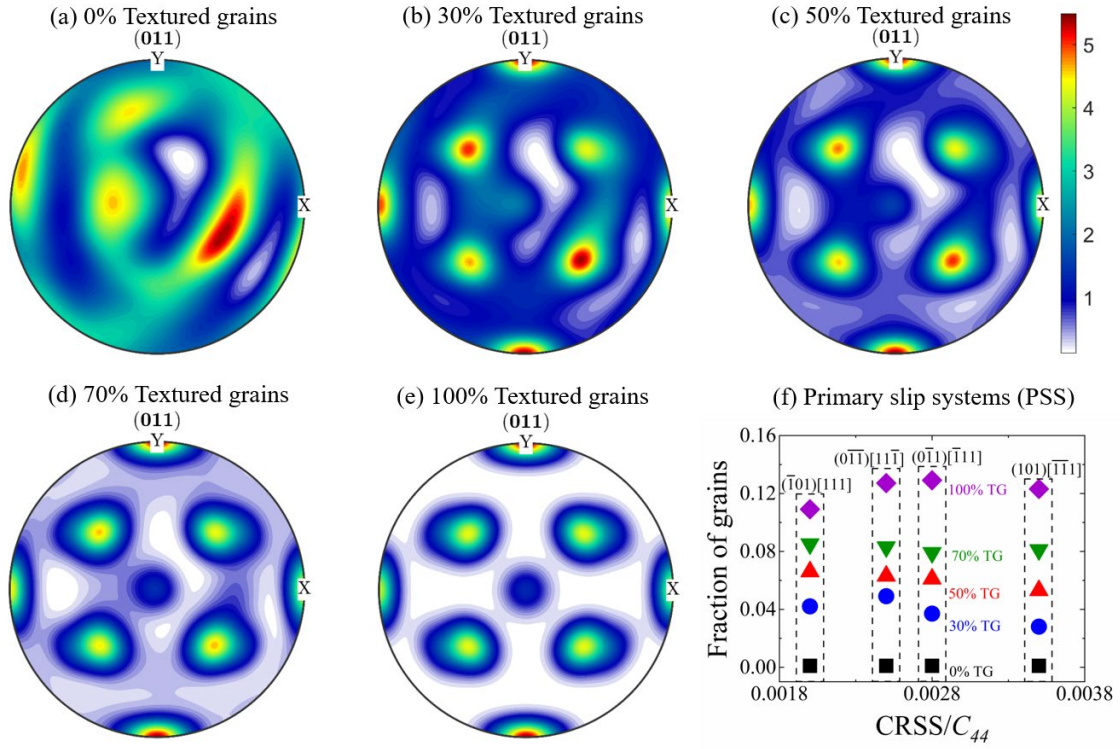 (a) 0% Textured grains
(011)
Y
X
(b) 30% Textured grains
(011)
Y
X
(c) 50% Textured grains
(011)
Y
X
5
4
3
2
1
(d) 70% Textured grains
(011)
Y
X
(e) 100% Textured grains
(011)
Y
X
(f) Primary slip systems (PSS)
Fraction of grains
0.16
0.12
0.08
0.04
0.00
(1̅01)[111]
(01̅1̅)[111̅]
(01̅1)[1̅11]
(101)[1̅1̅1]
100% TG
70% TG
50% TG
30% TG
0% TG
0.0018
0.0028
0.0038
CRSS/C₄₄